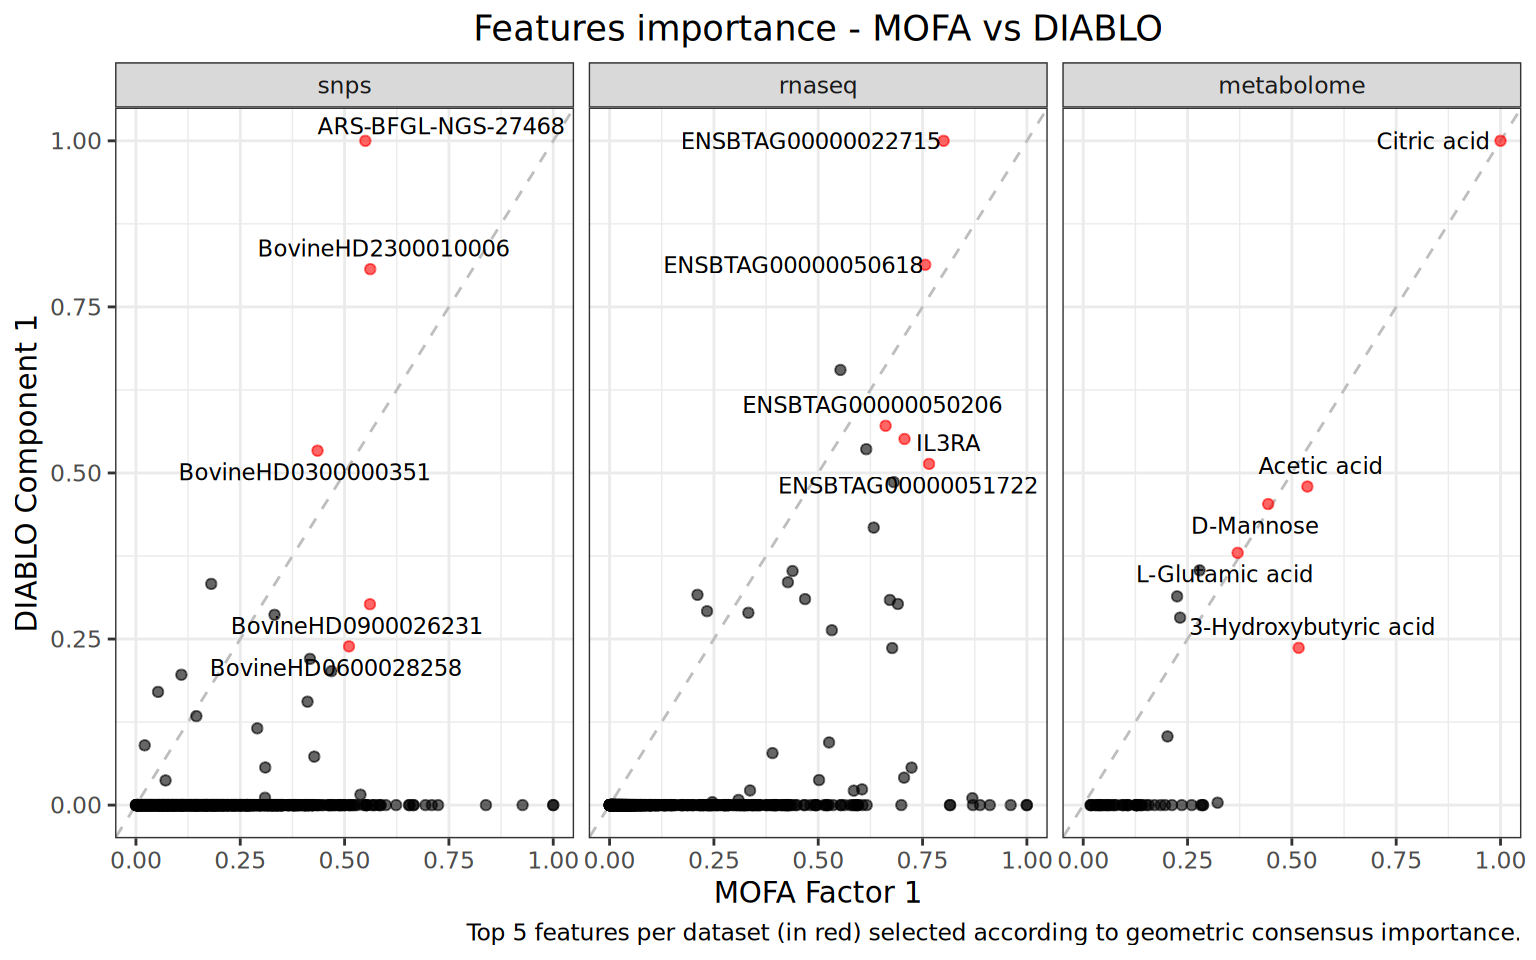 Features importance - MOFA vs DIABLO
snps
rnaseq
metabolome
DIABLO Component 1
1.00
0.75
0.50
0.25
0.00
ARS-BFGL-NGS-27468
BovineHD2300010006
BovineHD0300000351
BovineHD0900026231
BovineHD0600028258
ENSBTAG00000022715
ENSBTAG00000050618
ENSBTAG00000050206
IL3RA
ENSBTAG00000051722
Citric acid
Acetic acid
D-Mannose
L-Glutamic acid
3-Hydroxybutyric acid
0.00 0.25 0.50 0.75 1.00
0.00 0.25 0.50 0.75 1.00
0.00 0.25 0.50 0.75 1.00
MOFA Factor 1
Top 5 features per dataset (in red) selected according to geometric consensus importance.